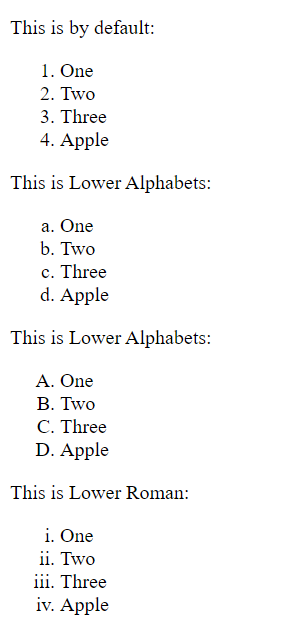 This is by default:
1. One
2. Two
3. Three
4. Apple
This is Lower Alphabets:
a. One
b. Two
c. Three
d. Apple
This is Lower Alphabets:
A. One
B. Two
C. Three
D. Apple
This is Lower Roman:
i. One
ii. Two
iii. Three
iv. Apple